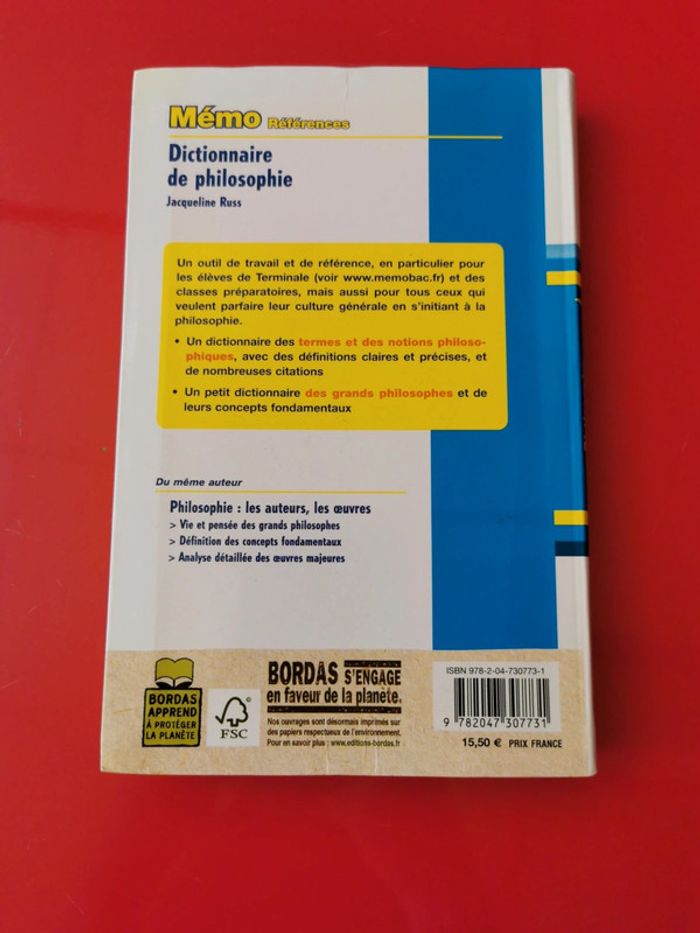 Mémo Références
Dictionnaire
de philosophie
Jacqueline Russ
Un outil de travail et de référence, en particulier pour
les élèves de Terminale (voir www.memobac.fr) et des
classes préparatoires, mais aussi pour tous ceux qui
veulent parfaire leur culture générale en s'initiant à la
philosophie.
• Un dictionnaire des termes et des notions philoso-
phiques, avec des définitions claires et précises, et
de nombreuses citations
• Un petit dictionnaire des grands philosophes et de
leurs concepts fondamentaux
Du même auteur
Philosophie : les auteurs, les œuvres
> Vie et pensée des grands philosophes
> Définition des concepts fondamentaux
> Analyse détaillée des œuvres majeures
BORDAS
APPREND
À PROTÉGER
LA PLANÈTE
FSC
BORDAS S'ENGAGE
en faveur de la planète.
Nos ouvrages sont désormais imprimés sur
des papiers respectueux de l'environnement.
Pour en savoir plus : www.editions-bordas.fr
ISBN 978-2-04-730773-1
9 782047 307731
15,50 € PRIX FRANCE